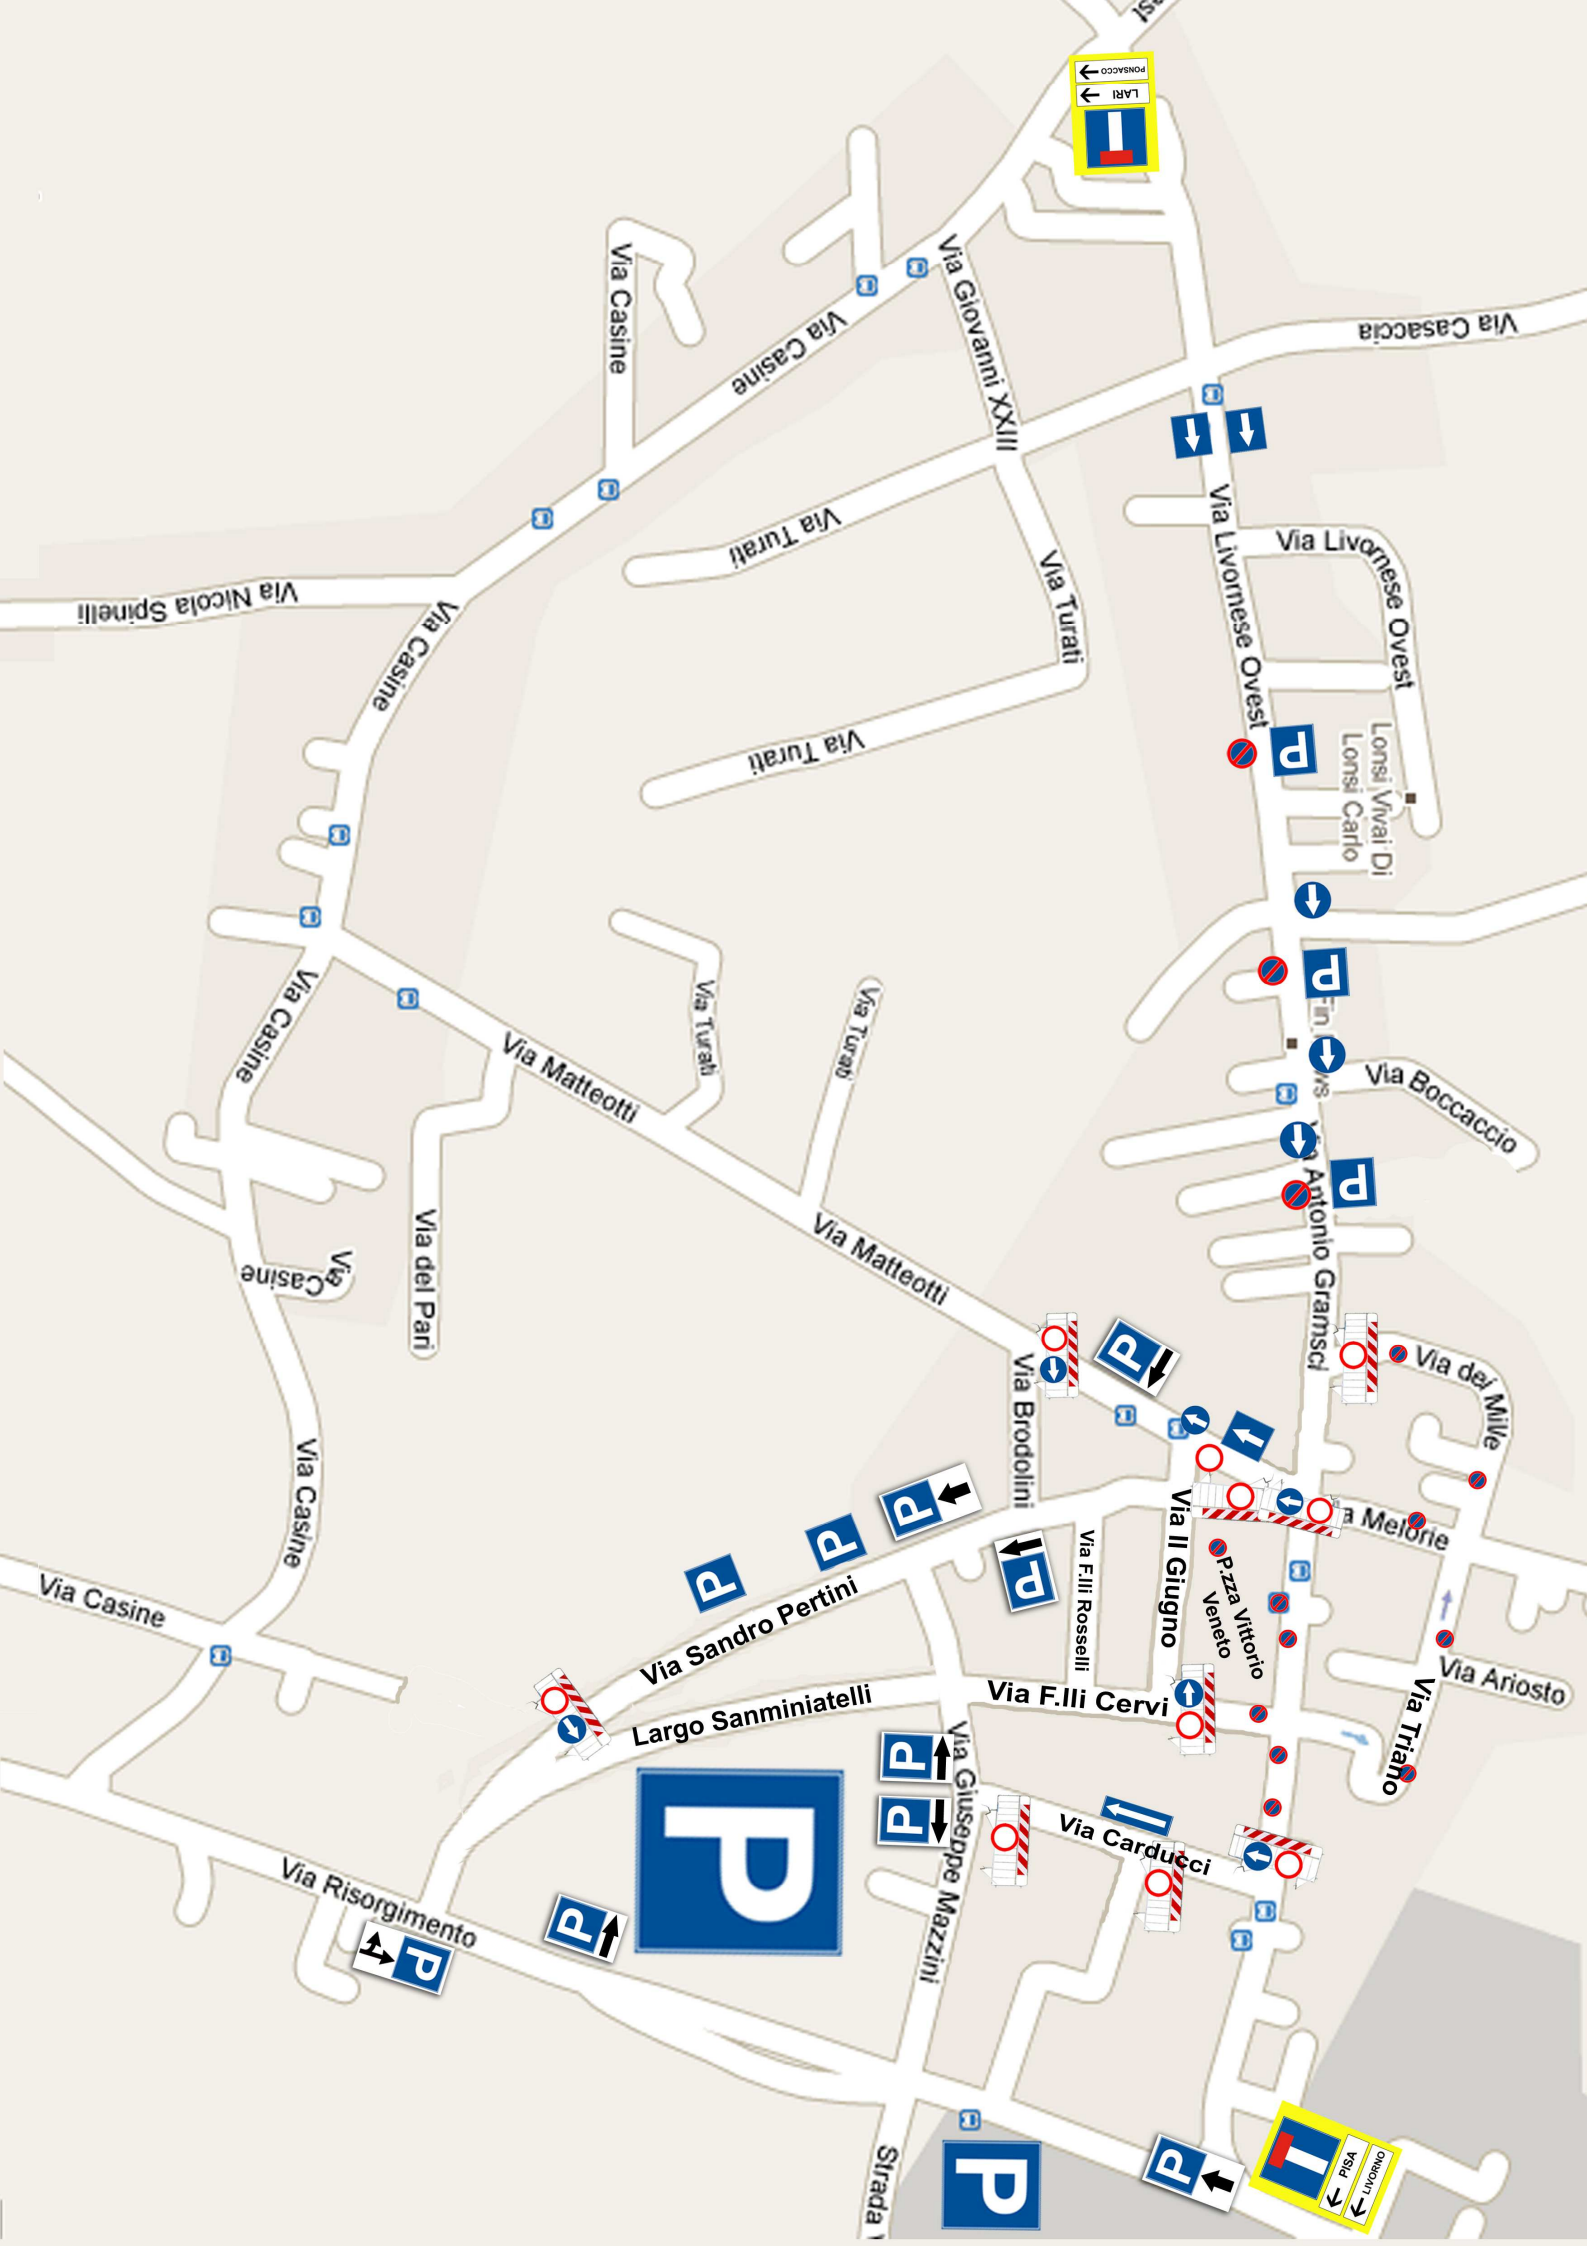 PONSACCO
LARI
Via Giovanni XXIII
Via Casine
Via Casine
Via Casaccia
Via Livornese Ovest
Via Livornese Ovest
Via Turati
Via Turati
Via Nicola Spinelli
Via Casine
Via Turati
P
Lonsi Vivai Di
Lonsi Carlo
P
Via Casine
Via Turati
Via Turati
Via Matteotti
Via Boccaccio
P
Via Antonio Gramsci
Via del Pari
Via
Casine
Via Matteotti
P
Via Brodolini
Via dei Mille
Via Casine
P
P
P
P
Via II Giugno
Via F.lli Rosselli
P.zza Vittorio
Veneto
Melorie
Via Casine
Via Sandro Pertini
Largo Sanminiatelli
Via F.lli Cervi
Via Ariosto
Via Triano
P
P
P
Via Giuseppe Mazzini
Via Carducci
Via Risorgimento
P
P
P
P
Strada
PISA
LIVORNO